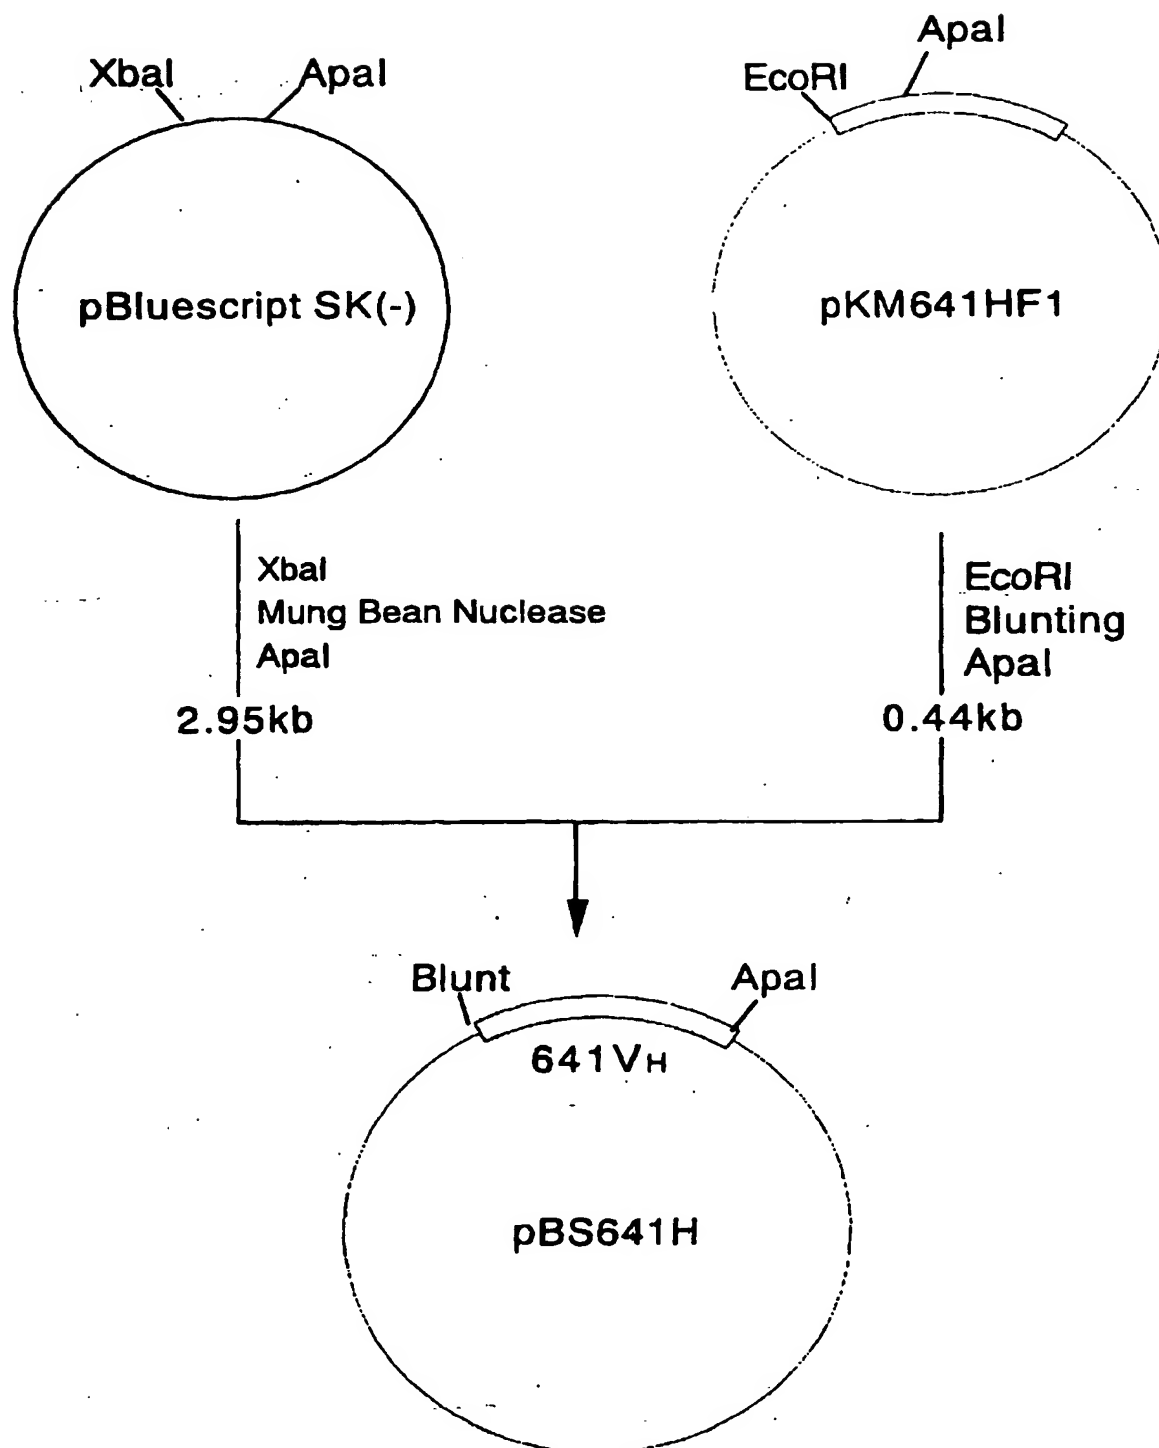 XbaI
ApaI
pBluescript SK(-)
XbaI
Mung Bean Nuclease
ApaI
2.95kb
EcoRI
ApaI
pKM641HF1
EcoRI
Blunting
ApaI
0.44kb
Blunt
ApaI
641VH
pBS641H